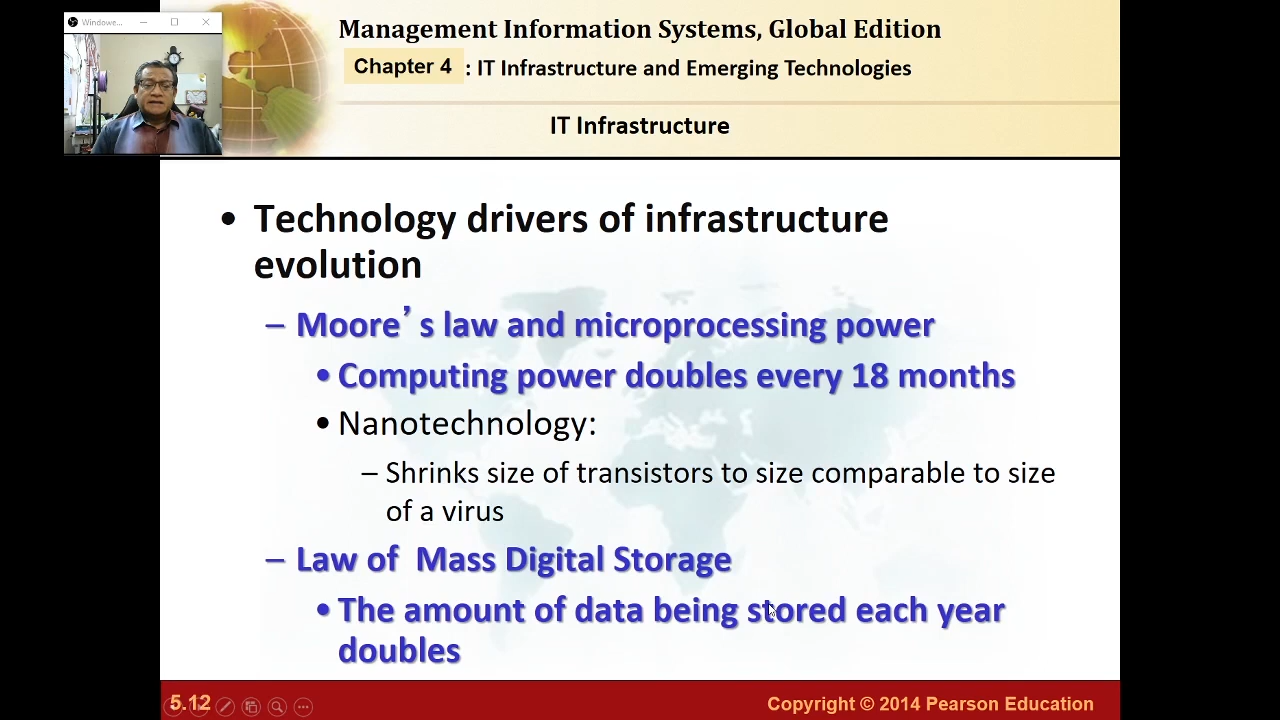 Windowe...
Management Information Systems, Global Edition
Chapter 4 : IT Infrastructure and Emerging Technologies
IT Infrastructure
• Technology drivers of infrastructure
evolution
– Moore’s law and microprocessing power
• Computing power doubles every 18 months
• Nanotechnology:
– Shrinks size of transistors to size comparable to size
of a virus
– Law of Mass Digital Storage
• The amount of data being stored each year
doubles
5.12
Copyright © 2014 Pearson Education